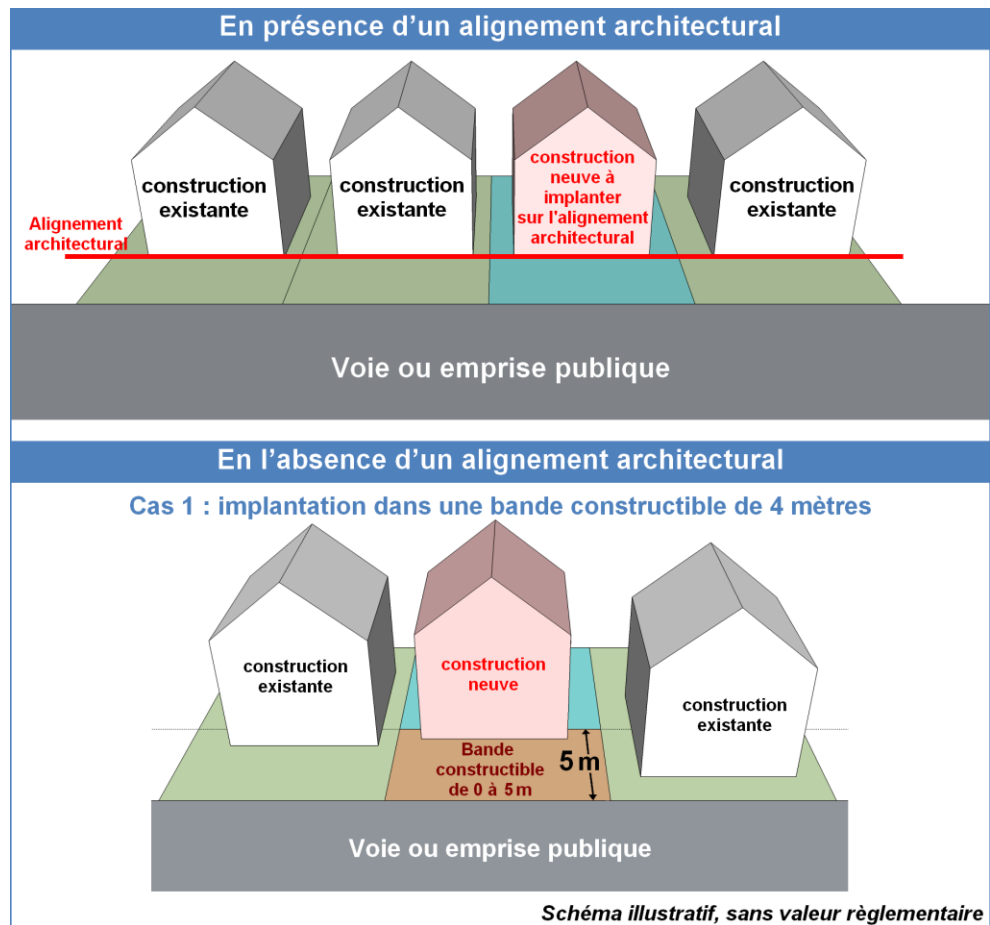 En présence d'un alignement architectural
construction
existante
construction
existante
construction
neuve à
implanter
sur l'alignement
architectural
construction
existante
Alignement
architectural
Voie ou emprise publique
En l'absence d'un alignement architectural
Cas 1 : implantation dans une bande constructible de 4 mètres
construction
existante
construction
neuve
construction
existante
Bande
constructible
de 0 à 5 m
5 m
Voie ou emprise publique
Schéma illustratif, sans valeur règlementaire